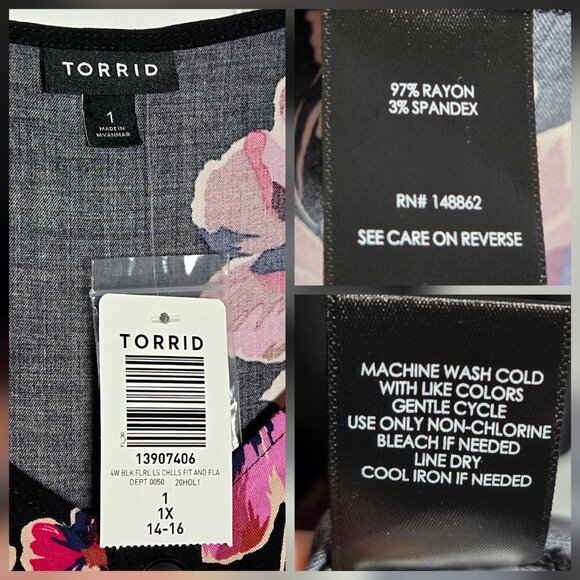 TORRID
1
MADE IN
MYANMAR
TORRID
13907406
4W BLK FLRL LS CHLLS FIT AND FLA
DEPT 0050 20HOL1
1
1X
14-16
97% RAYON
3% SPANDEX
RN# 148862
SEE CARE ON REVERSE
MACHINE WASH COLD
WITH LIKE COLORS
GENTLE CYCLE
USE ONLY NON-CHLORINE
BLEACH IF NEEDED
LINE DRY
COOL IRON IF NEEDED